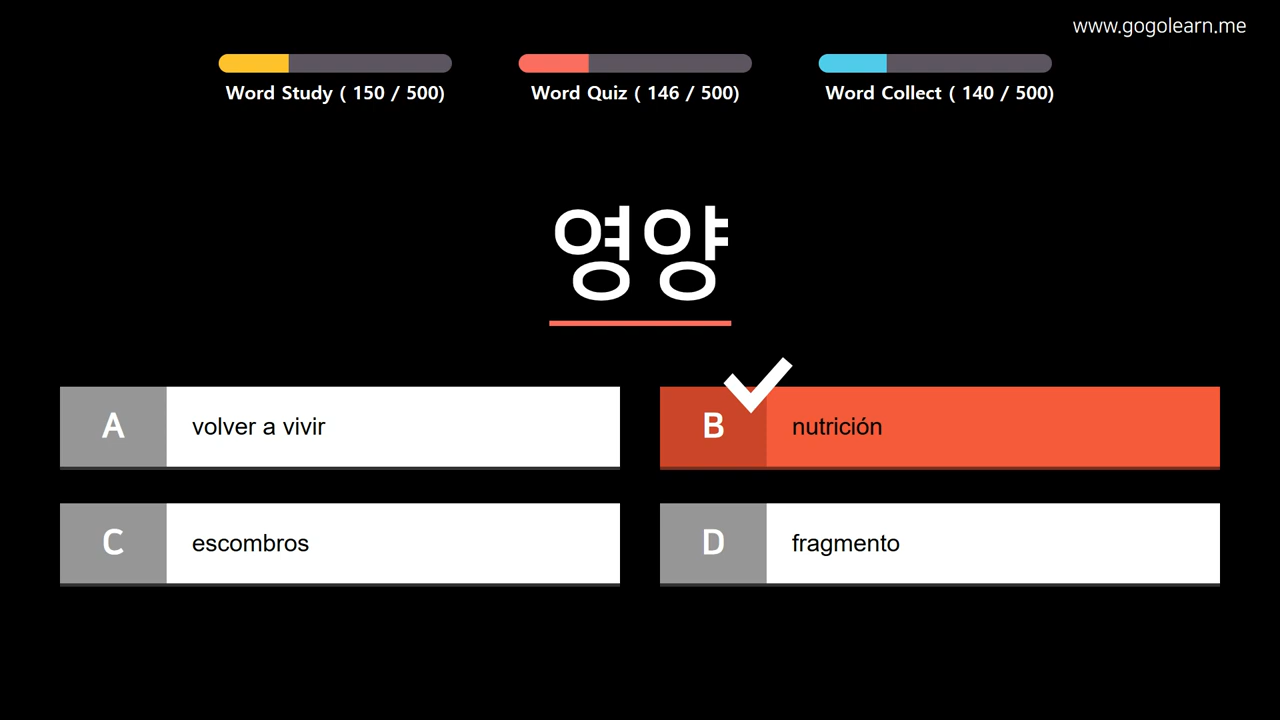 www.gogolearn.me
Word Study ( 150 / 500)
Word Quiz ( 146 / 500)
Word Collect ( 140 / 500)
영양
A volver a vivir
B nutrición
C escombros
D fragmento